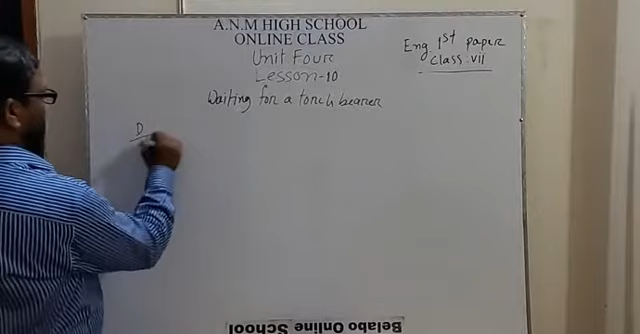 A.N.M HIGH SCHOOL
ONLINE CLASS
Unit Four
Lesson-10
Waiting for a torch bearer
Eng. 1st paper
Class: vii
D
Belabo Online School